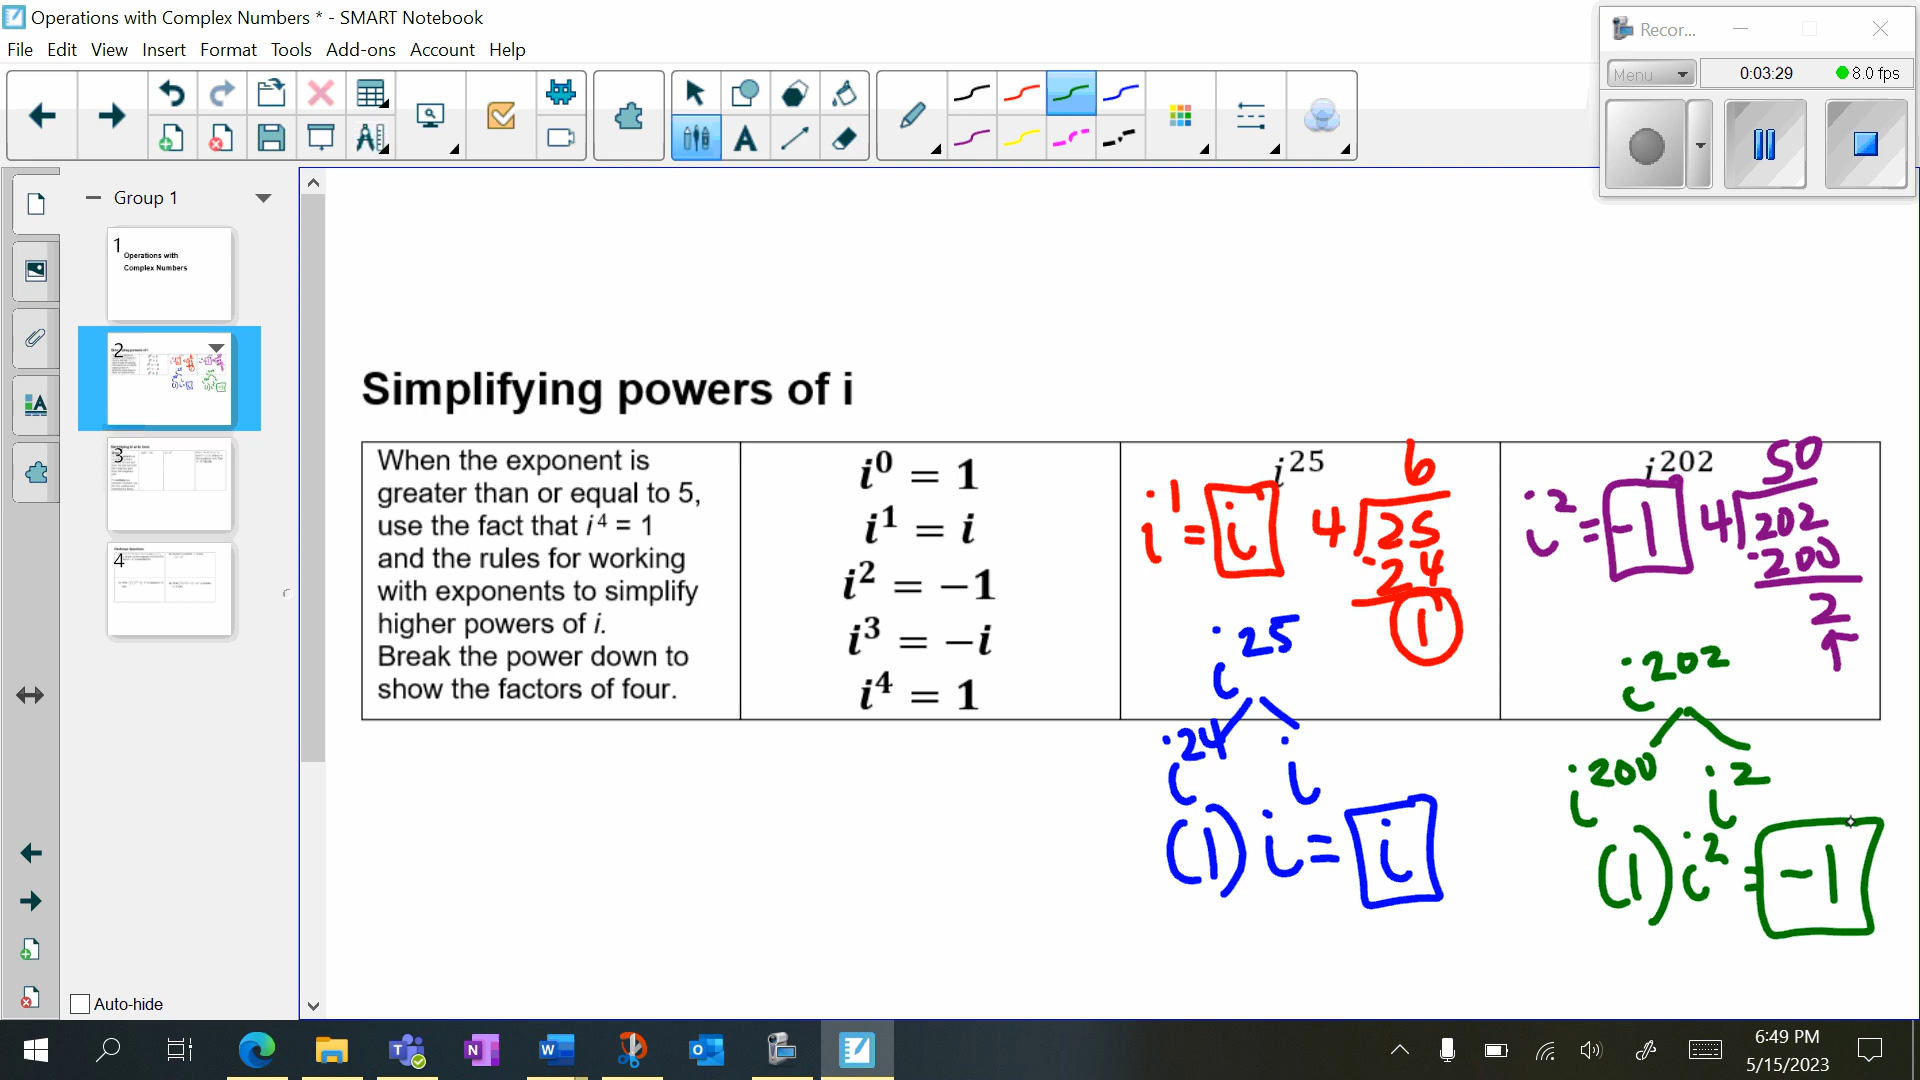 Operations with Complex Numbers * - SMART Notebook
File Edit View Insert Format Tools Add-ons Account Help
Recor...
Menu 0:03:29 8.0 fps
Group 1
1
Operations with
Complex Numbers
2
3
4
Auto-hide
Simplifying powers of i
When the exponent is
greater than or equal to 5,
use the fact that i⁴ = 1
and the rules for working
with exponents to simplify
higher powers of i.
Break the power down to
show the factors of four.
i⁰ = 1
i¹ = i
i² = −1
i³ = −i
i⁴ = 1
i²⁵
6
i¹ = i 4 25
-24
1
i²⁵
i²⁴ i
(1) i = i
i²⁰²
50
i² = -1 4 202
-200
2
i²⁰²
i²⁰⁰ i²
(1) i² = -1
6:49 PM
5/15/2023